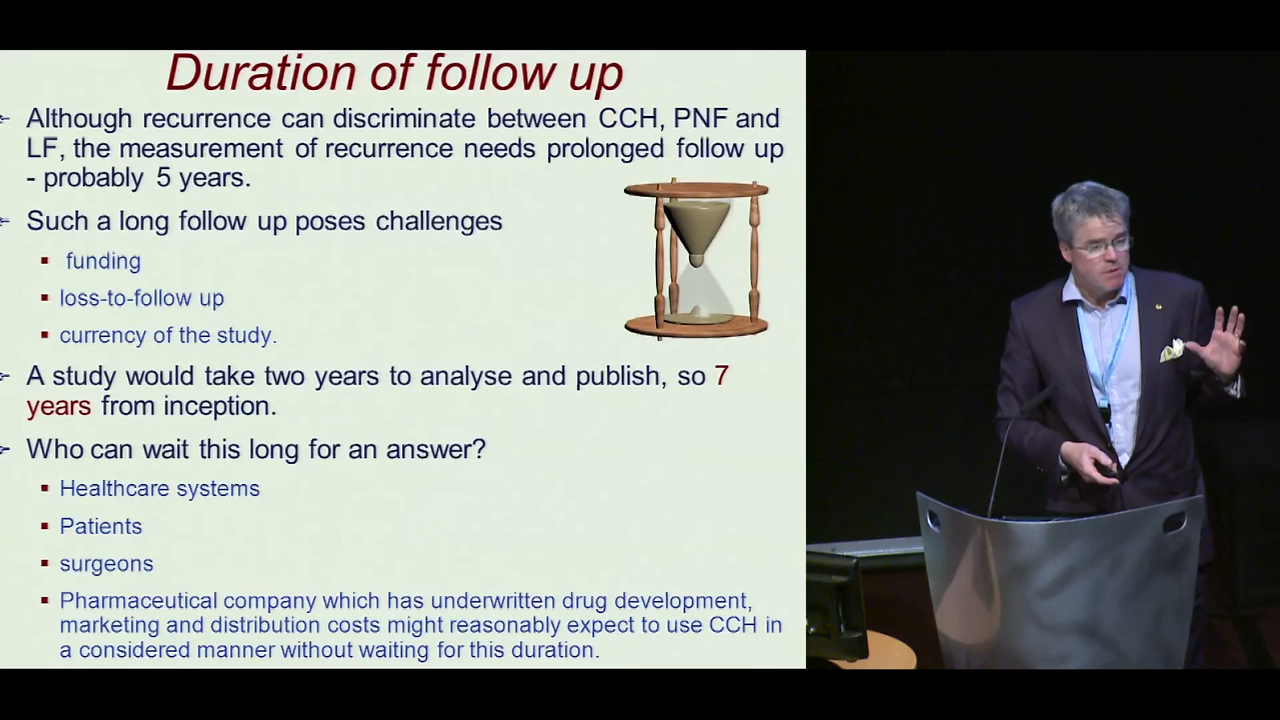 Duration of follow up
Although recurrence can discriminate between CCH, PNF and
LF, the measurement of recurrence needs prolonged follow up
- probably 5 years.
Such a long follow up poses challenges
funding
loss-to-follow up
currency of the study.
A study would take two years to analyse and publish, so 7
years from inception.
Who can wait this long for an answer?
Healthcare systems
Patients
surgeons
Pharmaceutical company which has underwritten drug development,
marketing and distribution costs might reasonably expect to use CCH in
a considered manner without waiting for this duration.